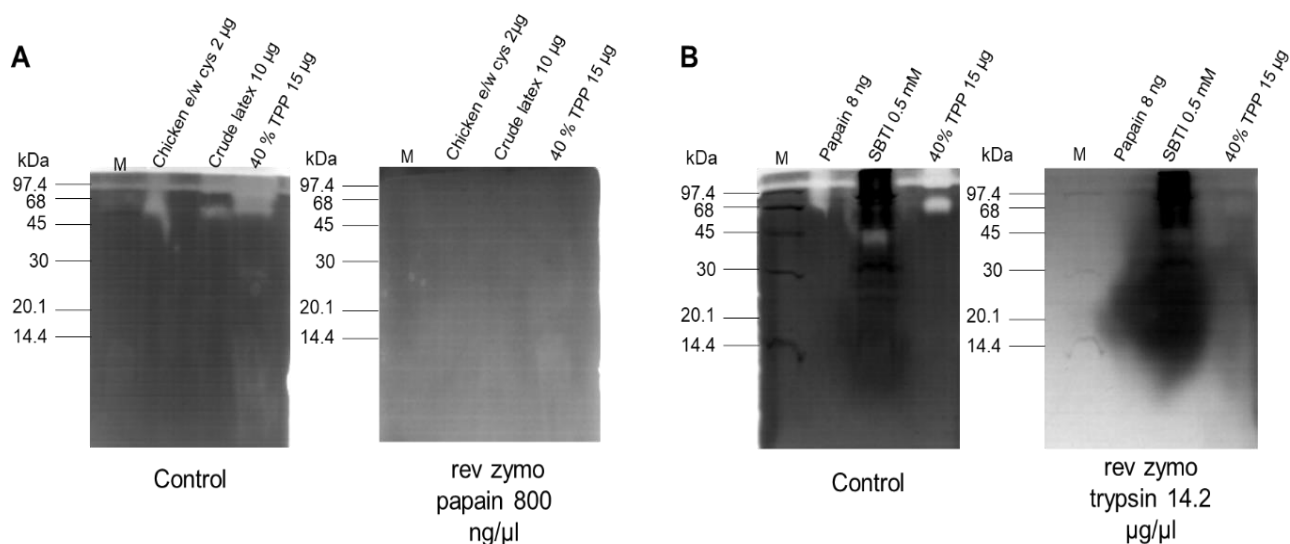 A
Chicken e/w cys 2 µg
Crude latex 10 µg
40 % TPP 15 µg
kDa
M
97.4
68
45
30
20.1
14.4
Control
Chicken e/w cys 2µg
Crude latex 10 µg
40 % TPP 15 µg
kDa
M
97.4
68
45
30
20.1
14.4
rev zymo
papain 800
ng/µl
B
Papain 8 ng
SBTI 0.5 mM
40% TPP 15 µg
kDa
M
97.4
68
45
30
20.1
14.4
Control
Papain 8 ng
SBTI 0.5 mM
40% TPP 15 µg
kDa
M
97.4
68
45
30
20.1
14.4
rev zymo
trypsin 14.2
µg/µl